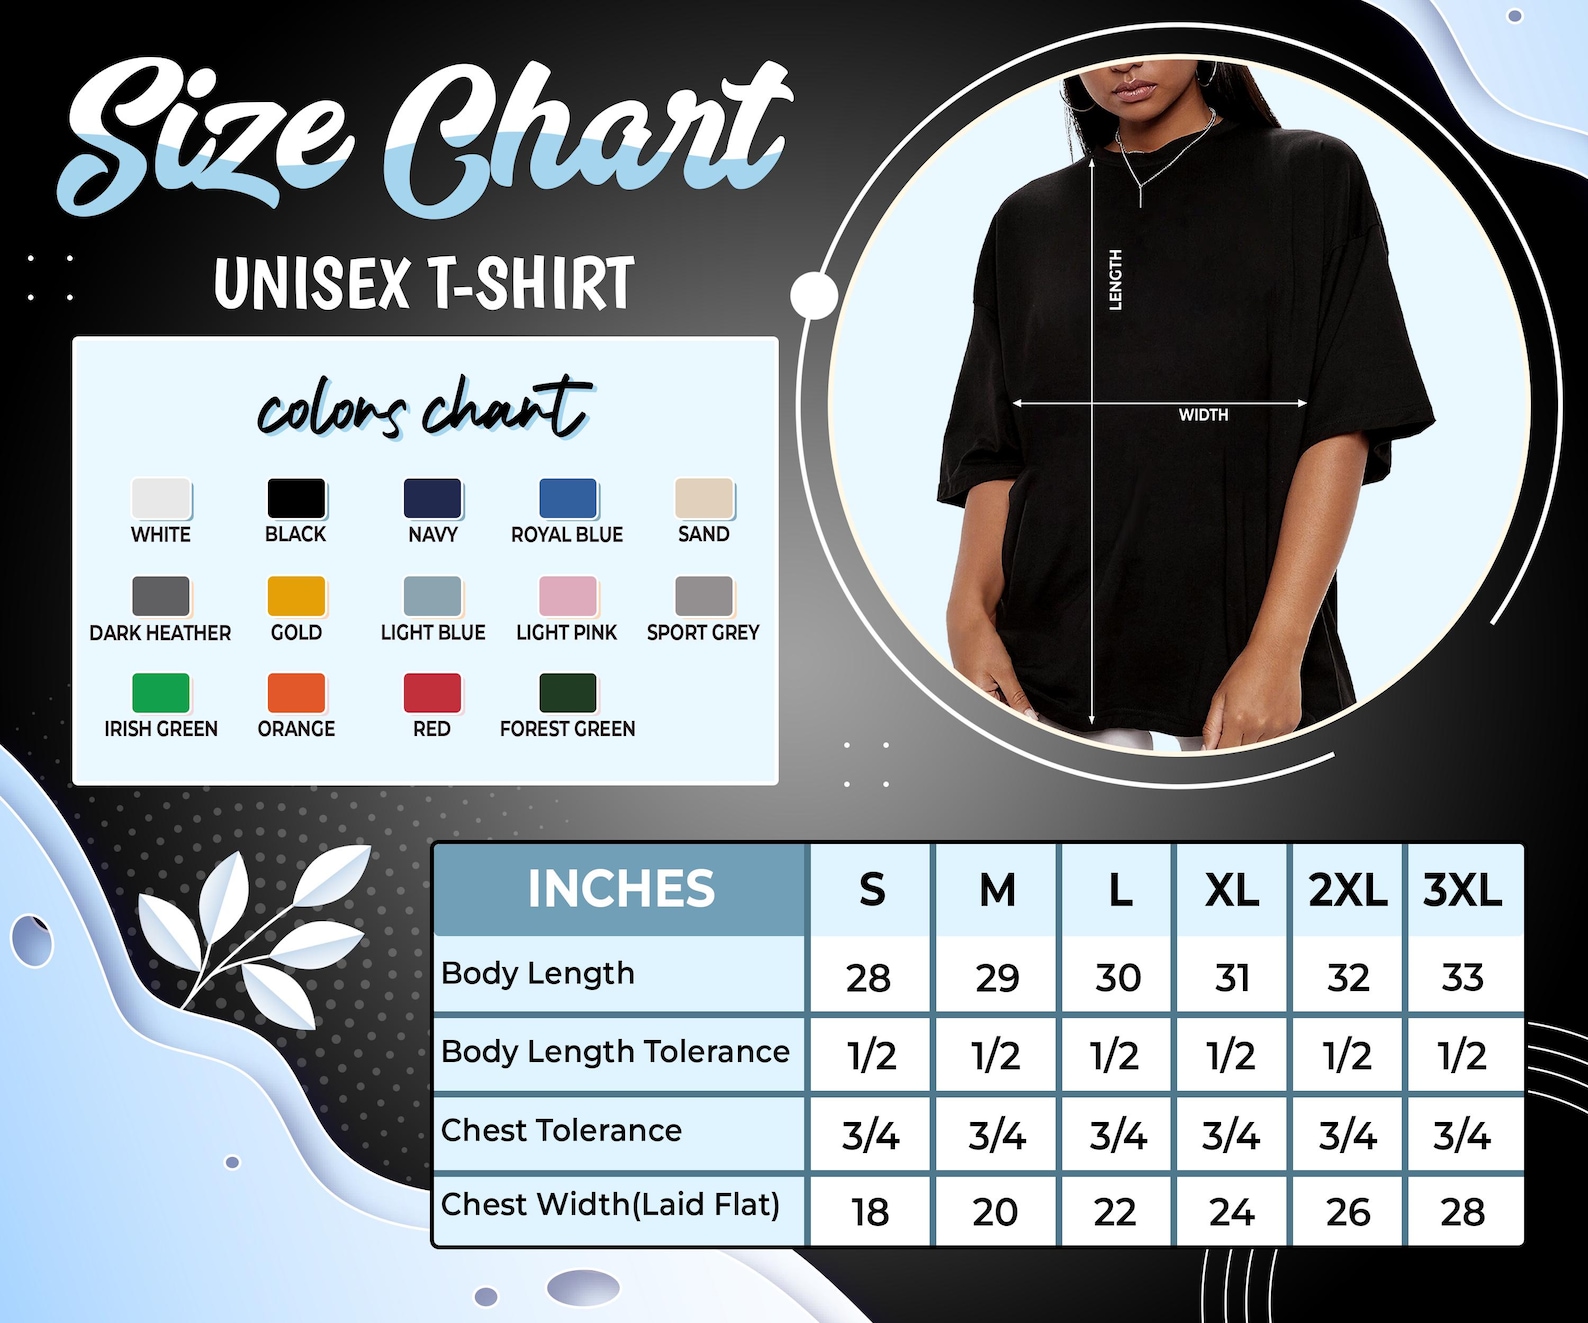 Size Chart
UNISEX T-SHIRT
colors chart
WHITE BLACK NAVY ROYAL BLUE SAND
DARK HEATHER GOLD LIGHT BLUE LIGHT PINK SPORT GREY
IRISH GREEN ORANGE RED FOREST GREEN
LENGTH
WIDTH
INCHES S M L XL 2XL 3XL
Body Length 28 29 30 31 32 33
Body Length Tolerance 1/2 1/2 1/2 1/2 1/2 1/2
Chest Tolerance 3/4 3/4 3/4 3/4 3/4 3/4
Chest Width(Laid Flat) 18 20 22 24 26 28